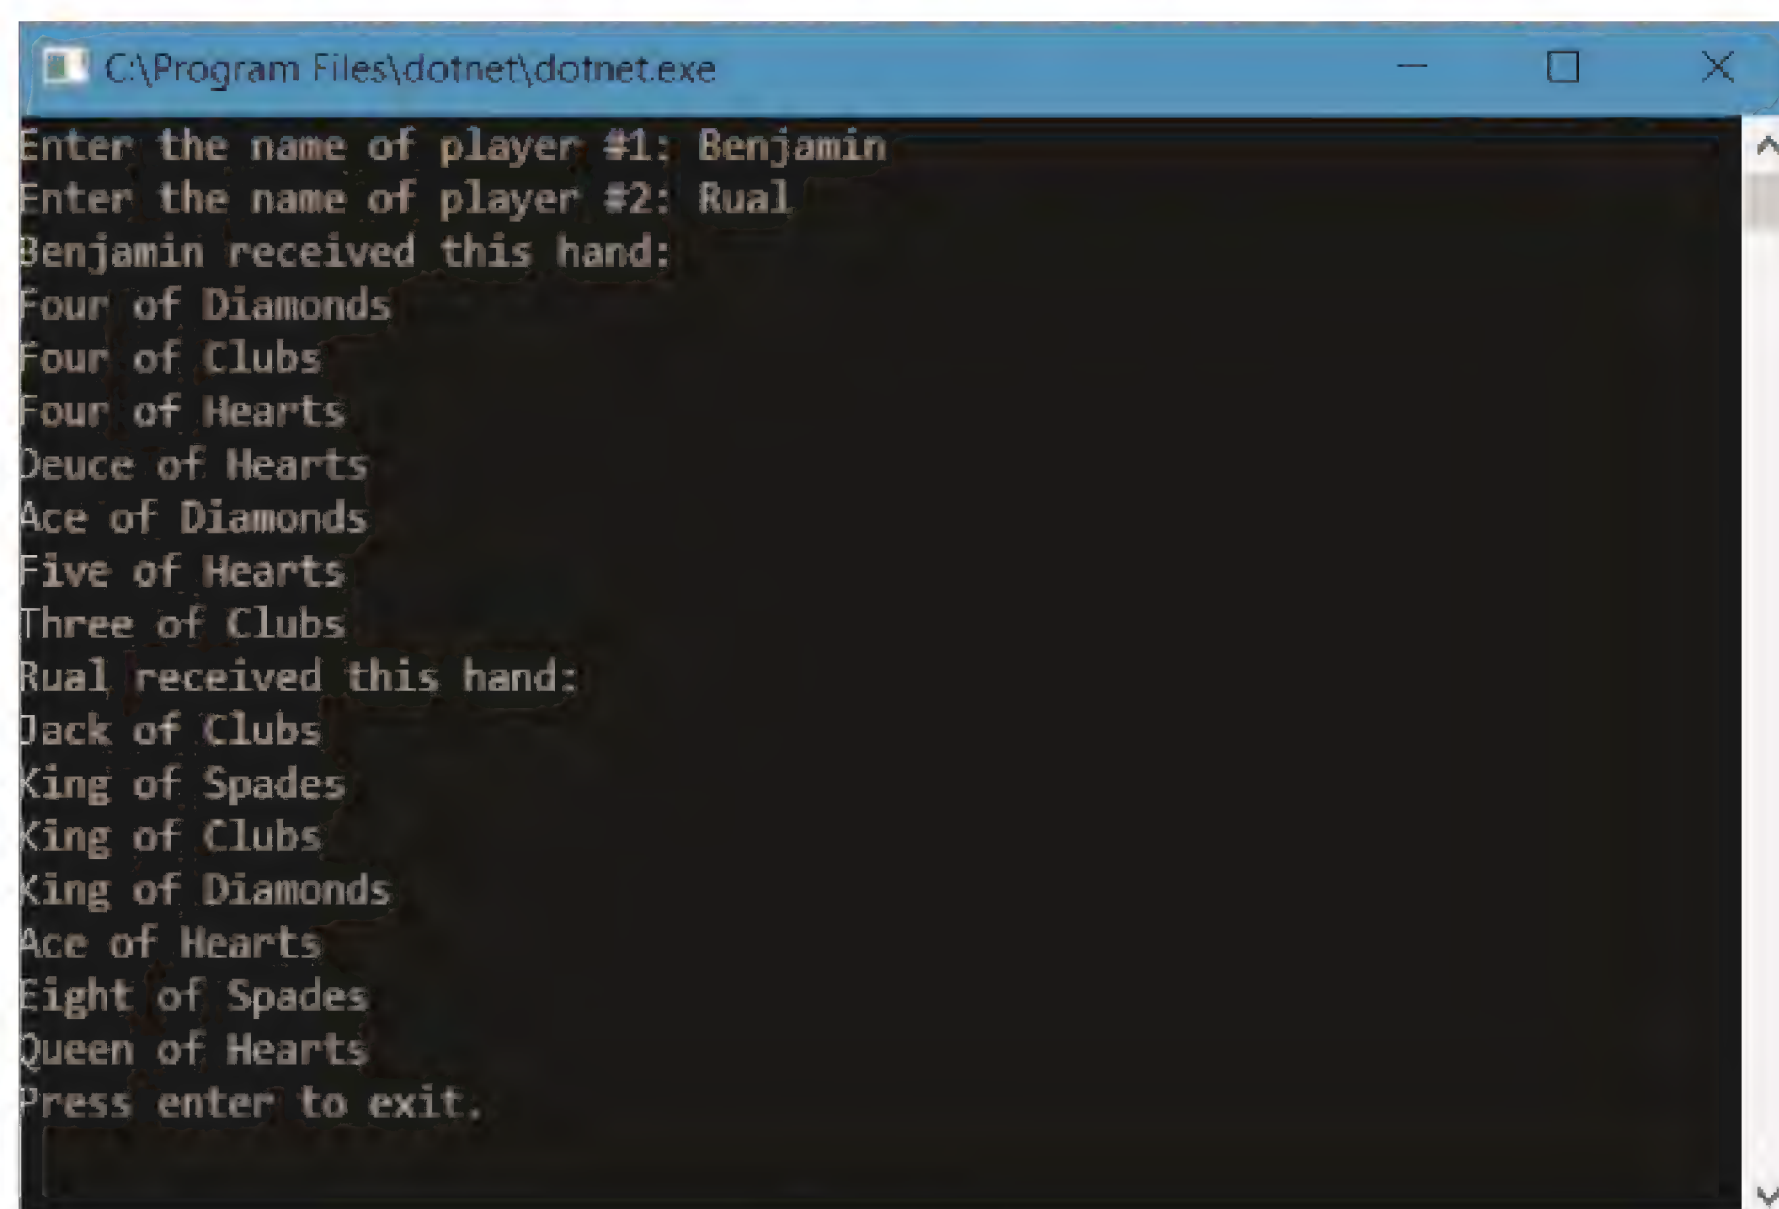 C:\Program Files\dotnet\dotnet.exe
Enter the name of player #1: Benjamin
Enter the name of player #2: Rual
Benjamin received this hand:
Four of Diamonds
Four of Clubs
Four of Hearts
Deuce of Hearts
Ace of Diamonds
Five of Hearts
Three of Clubs
Rual received this hand:
Jack of Clubs
King of Spades
King of Clubs
King of Diamonds
Ace of Hearts
Eight of Spades
Queen of Hearts
Press enter to exit.